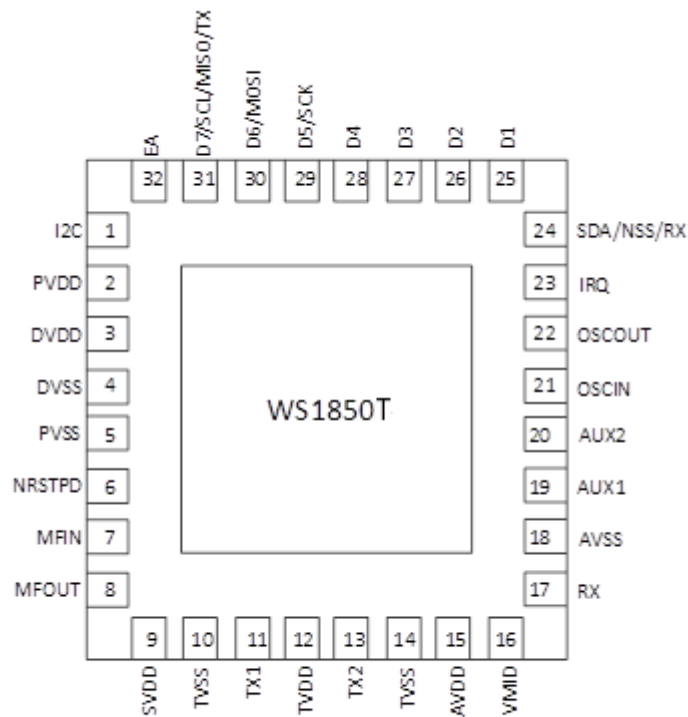 EA
D7/SCL/MISO/TX
D6/MOSI
D5/SCK
D4
D3
D2
D1
32 31 30 29 28 27 26 25
I2C 1
PVDD 2
DVDD 3
DVSS 4
PVSS 5
NRSTPD 6
MFIN 7
MFOUT 8
WS1850T
24 SDA/NSS/RX
23 IRQ
22 OSCOUT
21 OSCIN
20 AUX2
19 AUX1
18 AVSS
17 RX
9 10 11 12 13 14 15 16
SVDD
TVSS
TX1
TVDD
TX2
TVSS
AVDD
VMID